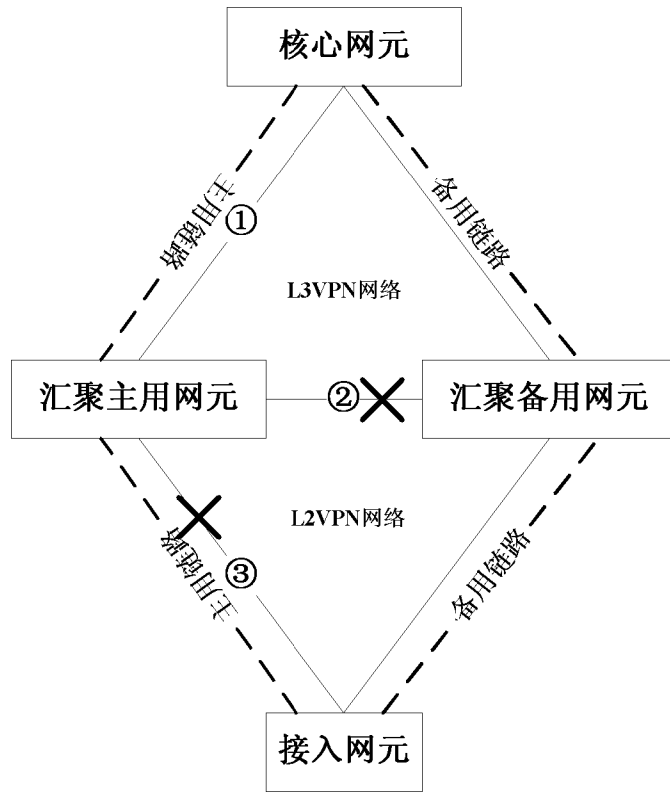 核心网元
主用链路
①
备用链路
L3VPN网络
汇聚主用网元
②
汇聚备用网元
L2VPN网络
主用链路
③
备用链路
接入网元